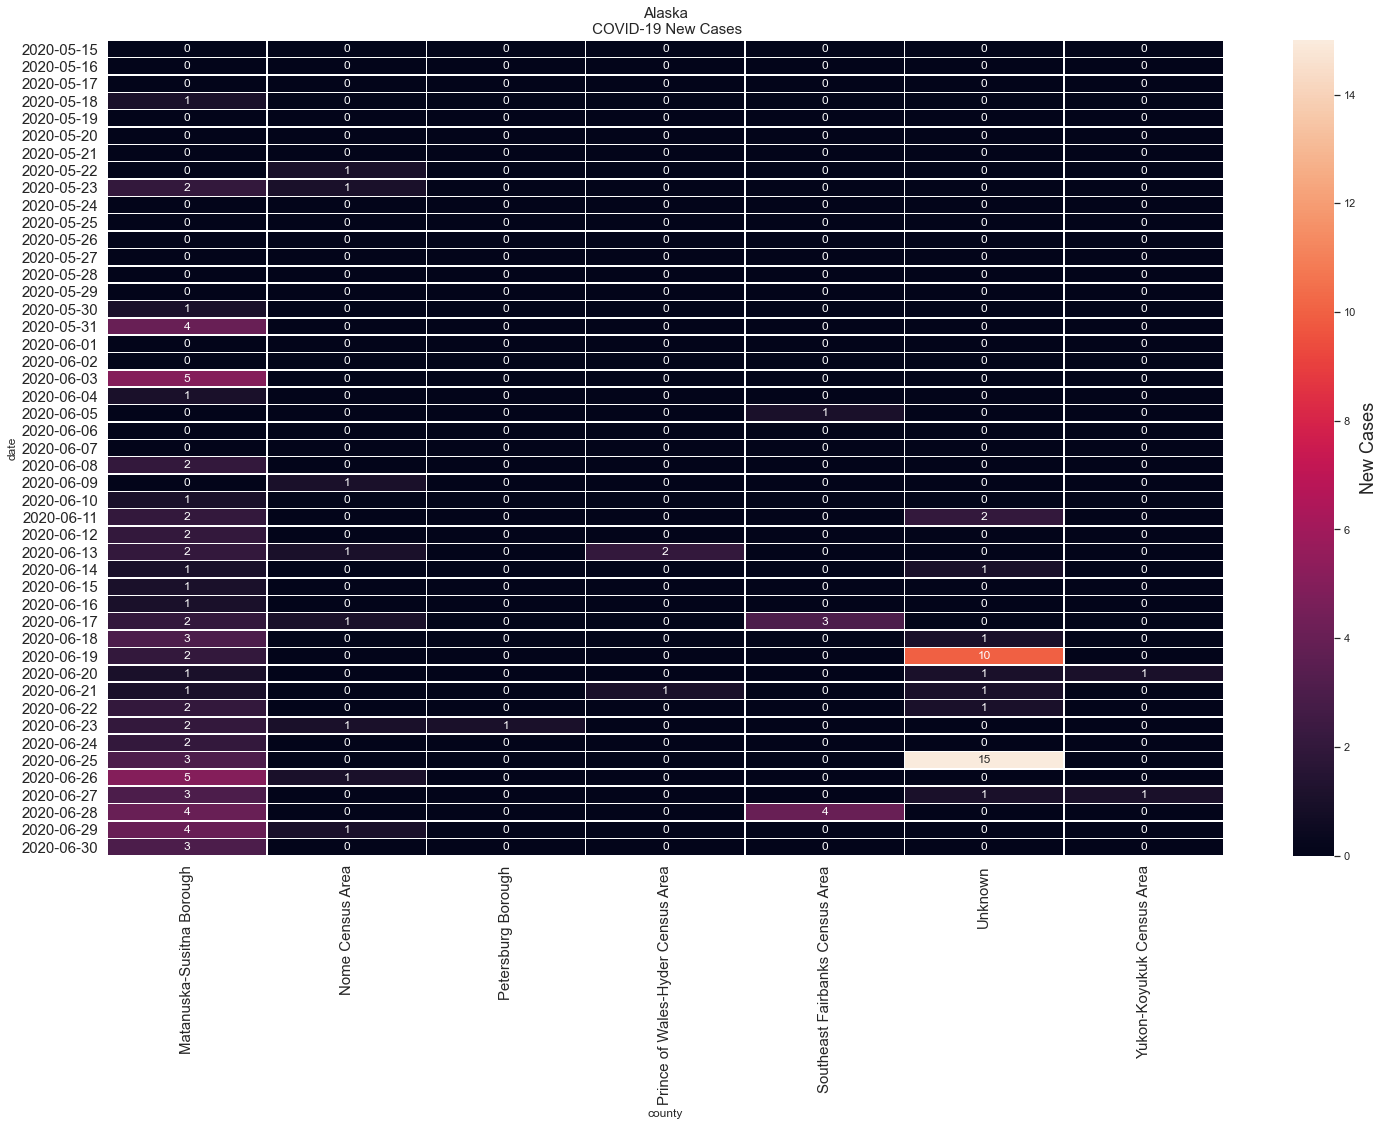 Alaska
COVID-19 New Cases
2020-05-15 0 0 0 0 0 0 0
2020-05-16 0 0 0 0 0 0 0
2020-05-17 0 0 0 0 0 0 0
2020-05-18 1 0 0 0 0 0 0
2020-05-19 0 0 0 0 0 0 0
2020-05-20 0 0 0 0 0 0 0
2020-05-21 0 0 0 0 0 0 0
2020-05-22 0 1 0 0 0 0 0
2020-05-23 2 1 0 0 0 0 0
2020-05-24 0 0 0 0 0 0 0
2020-05-25 0 0 0 0 0 0 0
2020-05-26 0 0 0 0 0 0 0
2020-05-27 0 0 0 0 0 0 0
2020-05-28 0 0 0 0 0 0 0
2020-05-29 0 0 0 0 0 0 0
2020-05-30 1 0 0 0 0 0 0
2020-05-31 4 0 0 0 0 0 0
2020-06-01 0 0 0 0 0 0 0
2020-06-02 0 0 0 0 0 0 0
2020-06-03 5 0 0 0 0 0 0
2020-06-04 1 0 0 0 0 0 0
2020-06-05 0 0 0 0 1 0 0
2020-06-06 0 0 0 0 0 0 0
2020-06-07 0 0 0 0 0 0 0
2020-06-08 2 0 0 0 0 0 0
2020-06-09 0 1 0 0 0 0 0
2020-06-10 1 0 0 0 0 0 0
2020-06-11 2 0 0 0 0 2 0
2020-06-12 2 0 0 0 0 0 0
2020-06-13 2 1 0 2 0 0 0
2020-06-14 1 0 0 0 0 1 0
2020-06-15 1 0 0 0 0 0 0
2020-06-16 1 0 0 0 0 0 0
2020-06-17 2 1 0 0 3 0 0
2020-06-18 3 0 0 0 0 1 0
2020-06-19 2 0 0 0 0 10 0
2020-06-20 1 0 0 0 0 1 1
2020-06-21 1 0 0 1 0 1 0
2020-06-22 2 0 0 0 0 1 0
2020-06-23 2 1 1 0 0 0 0
2020-06-24 2 0 0 0 0 0 0
2020-06-25 3 0 0 0 0 15 0
2020-06-26 5 1 0 0 0 0 0
2020-06-27 3 0 0 0 0 1 1
2020-06-28 4 0 0 0 4 0 0
2020-06-29 4 1 0 0 0 0 0
2020-06-30 3 0 0 0 0 0 0
date
Matanuska-Susitna Borough
Nome Census Area
Petersburg Borough
Prince of Wales-Hyder Census Area
Southeast Fairbanks Census Area
Unknown
Yukon-Koyukuk Census Area
county
14
12
10
8
6
4
2
0
New Cases